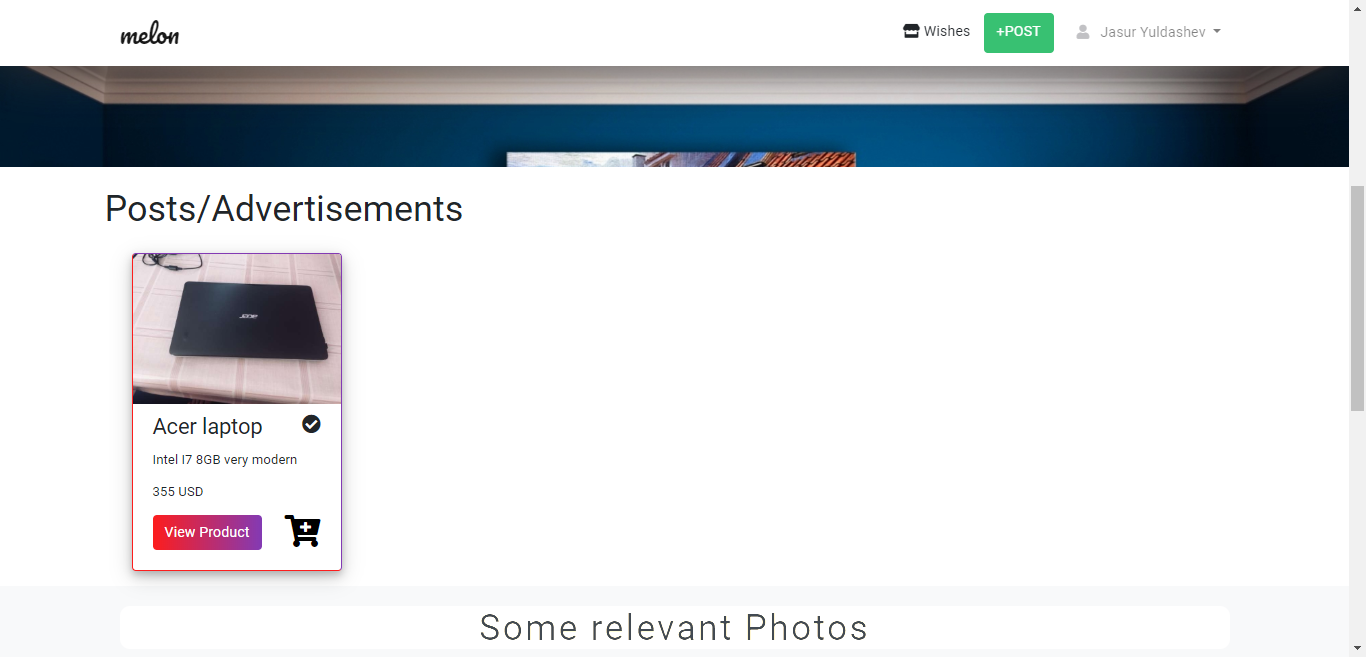 melon
Wishes
+POST
Jasur Yuldashev
Posts/Advertisements
acer
Acer laptop
Intel I7 8GB very modern
355 USD
View Product
Some relevant Photos